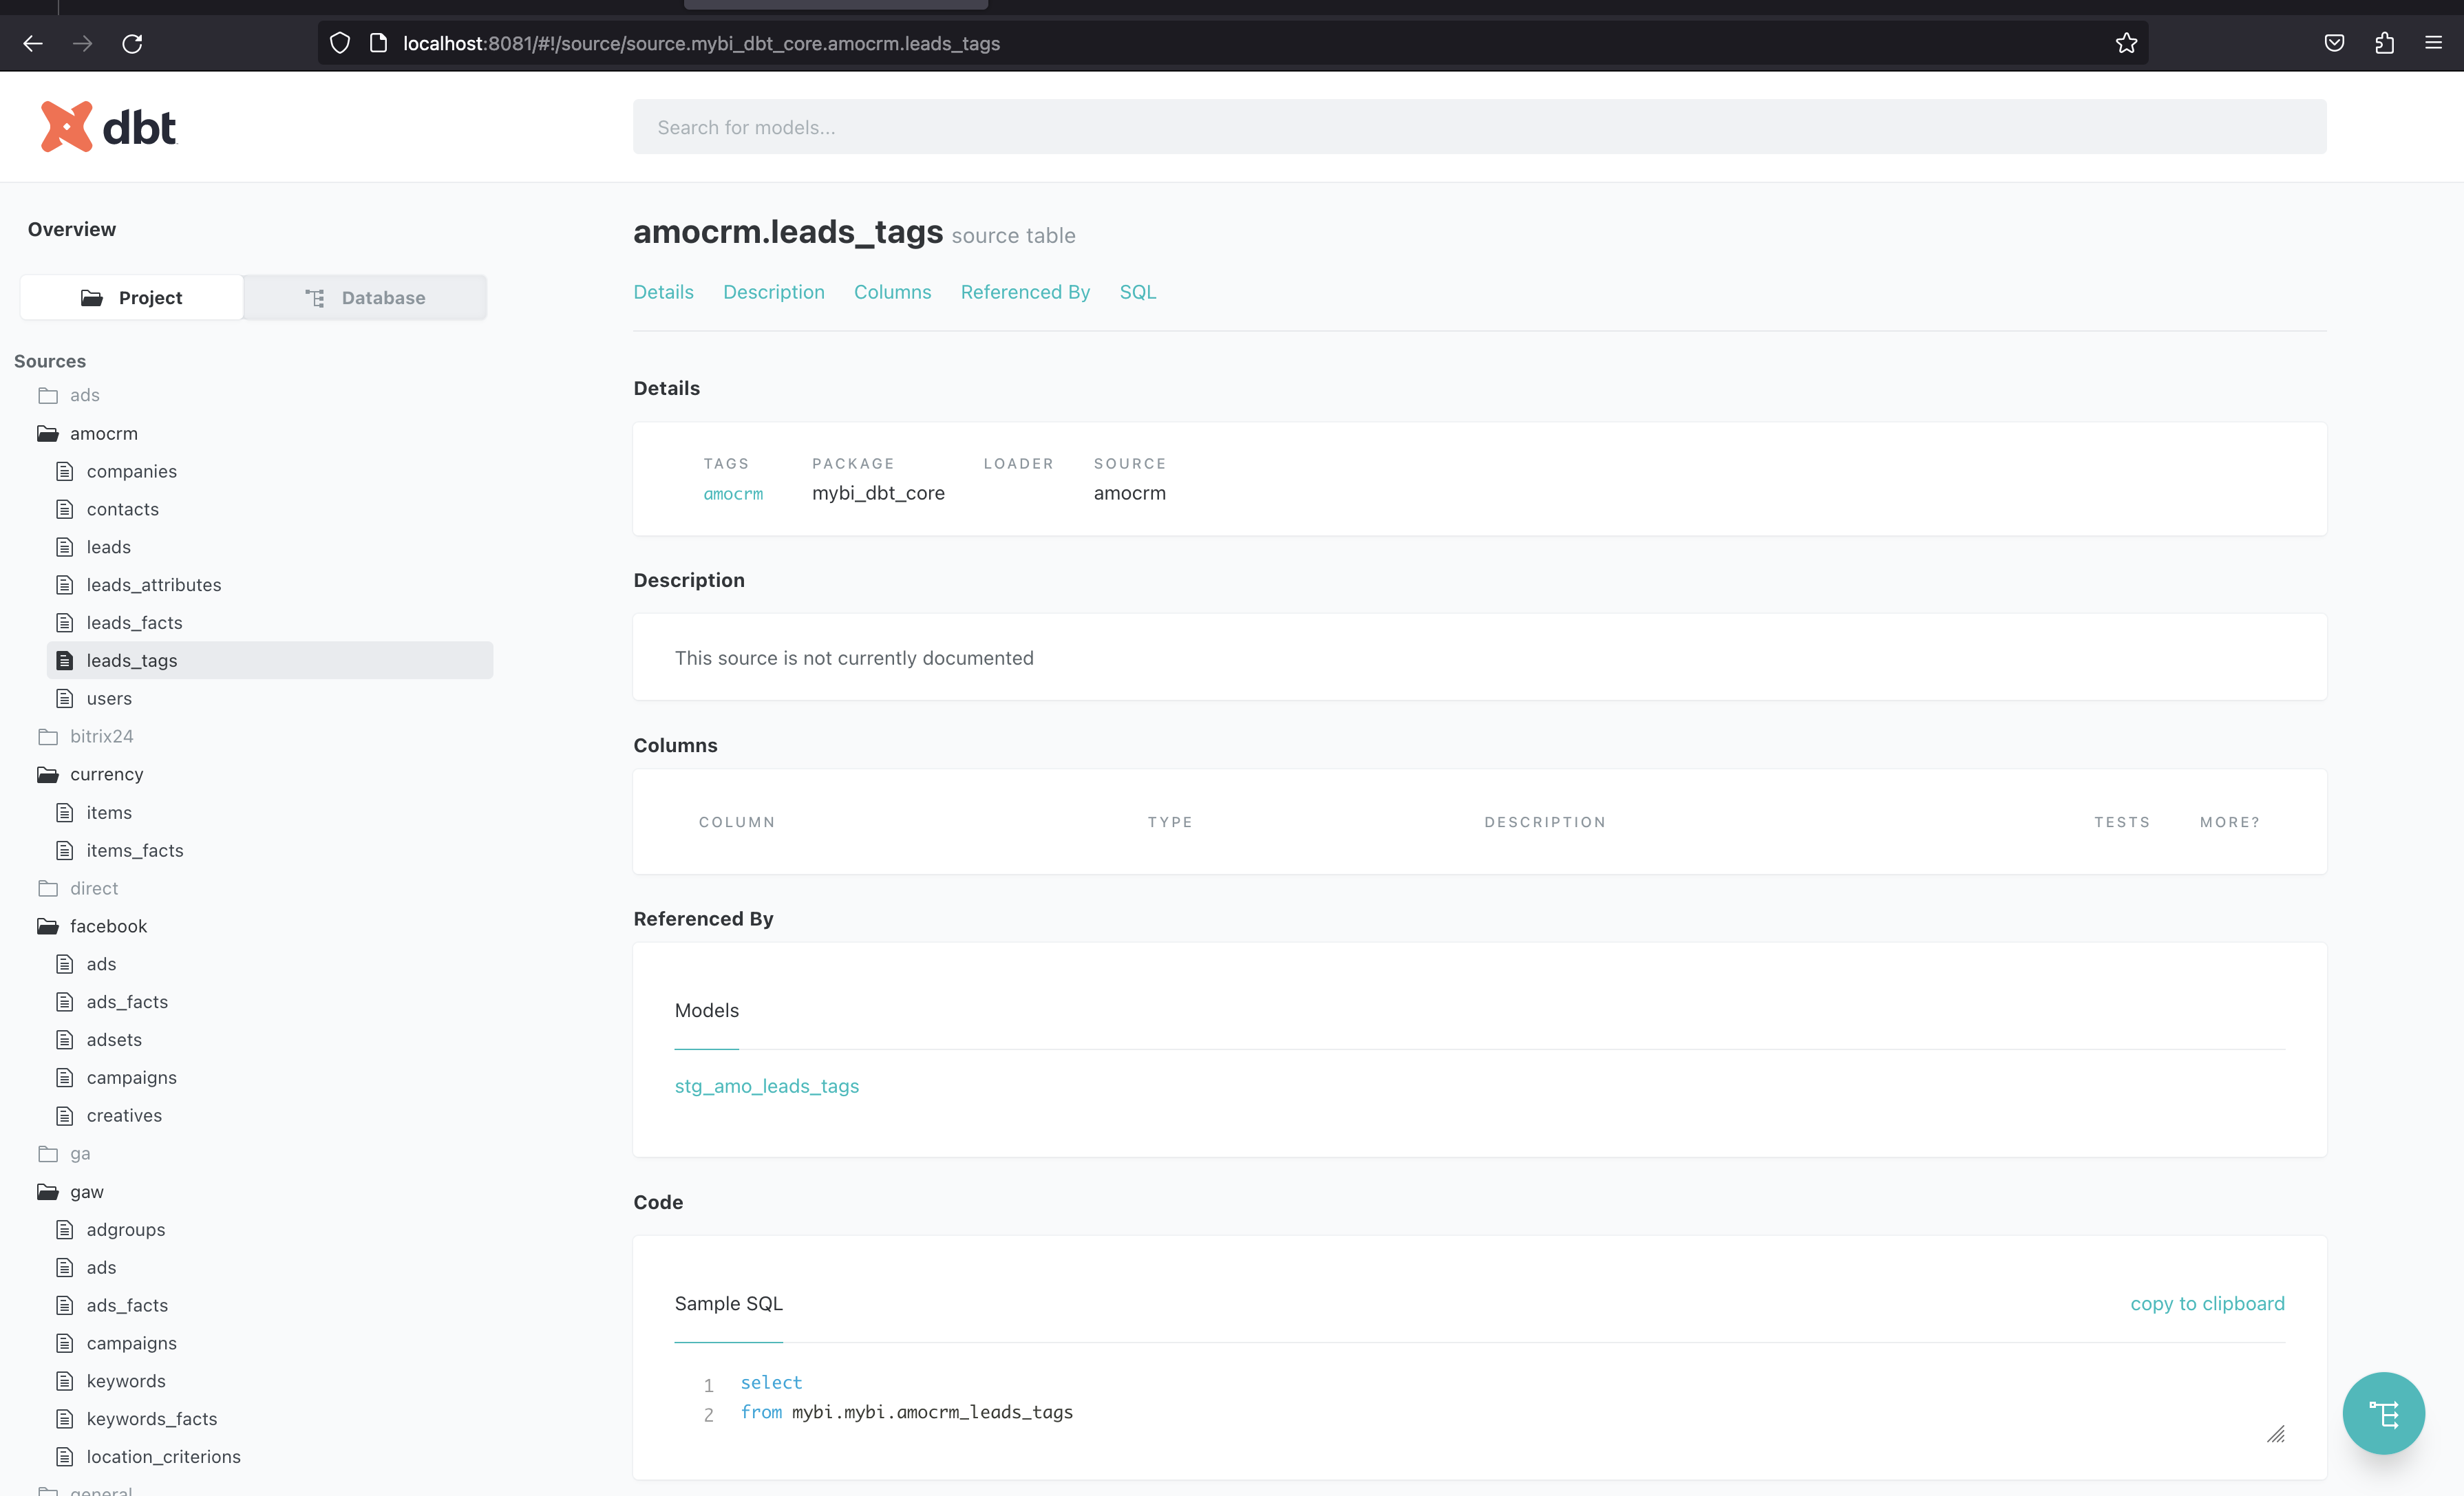 localhost:8081/#!/source/source.mybi_dbt_core.amocrm.leads_tags
dbt
Search for models...
Overview
Project
Database
Sources
ads
amocrm
companies
contacts
leads
leads_attributes
leads_facts
leads_tags
users
bitrix24
currency
items
items_facts
direct
facebook
ads
ads_facts
adsets
campaigns
creatives
ga
gaw
adgroups
ads
ads_facts
campaigns
keywords
keywords_facts
location_criterions
general
amocrm.leads_tags source table
Details Description Columns Referenced By SQL
Details
TAGS PACKAGE LOADER SOURCE
amocrm mybi_dbt_core amocrm
Description
This source is not currently documented
Columns
COLUMN TYPE DESCRIPTION TESTS MORE?
Referenced By
Models
stg_amo_leads_tags
Code
Sample SQL copy to clipboard
1 select
2 from mybi.mybi.amocrm_leads_tags